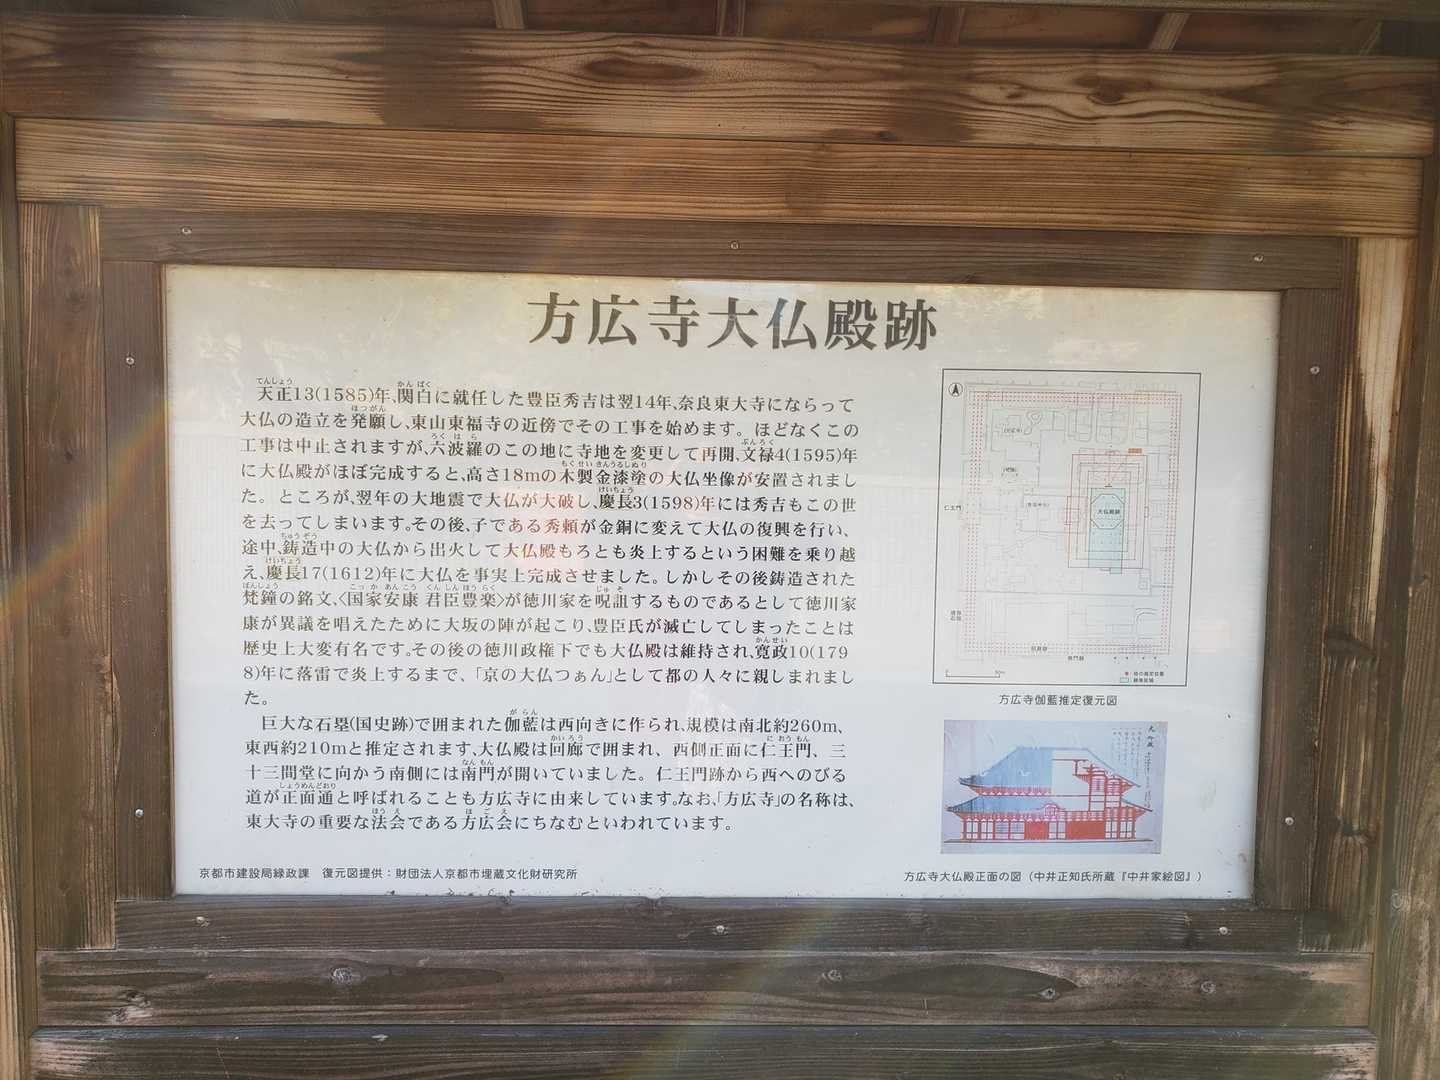 方広寺大仏殿跡
天正13(1585)年、関白に就任した豊臣秀吉は翌14年、奈良東大寺にならって
大仏の造立を発願し、東山東福寺の近傍でその工事を始めます。ほどなくこの
工事は中止されますが、六波羅のこの地に寺地を変更して再開、文禄4(1595)年
に大仏殿がほぼ完成すると、高さ18mの木製金漆塗の大仏坐像が安置されまし
た。ところが、翌年の大地震で大仏が大破し、慶長3(1598)年には秀吉もこの世
を去ってしまいます。その後、子である秀頼が金銅に変えて大仏の復興を行い、
途中、鋳造中の大仏から出火して大仏殿もろとも炎上するという困難を乗り越
え、慶長17(1612)年に大仏を事実上完成させました。しかしその後鋳造された
梵鐘の銘文、〈国家安康 君臣豊楽〉が徳川家を呪詛するものであるとして徳川家
康が異議を唱えたために大坂の陣が起こり、豊臣氏が滅亡してしまったことは
歴史上大変有名です。その後の徳川政権下でも大仏殿は維持され、寛政10(179
8)年に落雷で炎上するまで、「京の大仏つぁん」として都の人々に親しまれまし
た。
巨大な石塁(国史跡)で囲まれた伽藍は西向きに作られ、規模は南北約260m、
東西約210mと推定されます、大仏殿は回廊で囲まれ、西側正面に仁王門、三
十三間堂に向かう南側には南門が開いていました。仁王門跡から西へのびる
道が正面通と呼ばれることも方広寺に由来しています。なお、「方広寺」の名称は、
東大寺の重要な法会である方広会にちなむといわれています。
京都市建設局緑政課 復元図提供：財団法人京都市埋蔵文化財研究所
大仏殿跡
仁王門
方広寺伽藍推定復元図
大仏殿
方広寺大仏殿正面の図（中井正知氏所蔵『中井家絵図』）